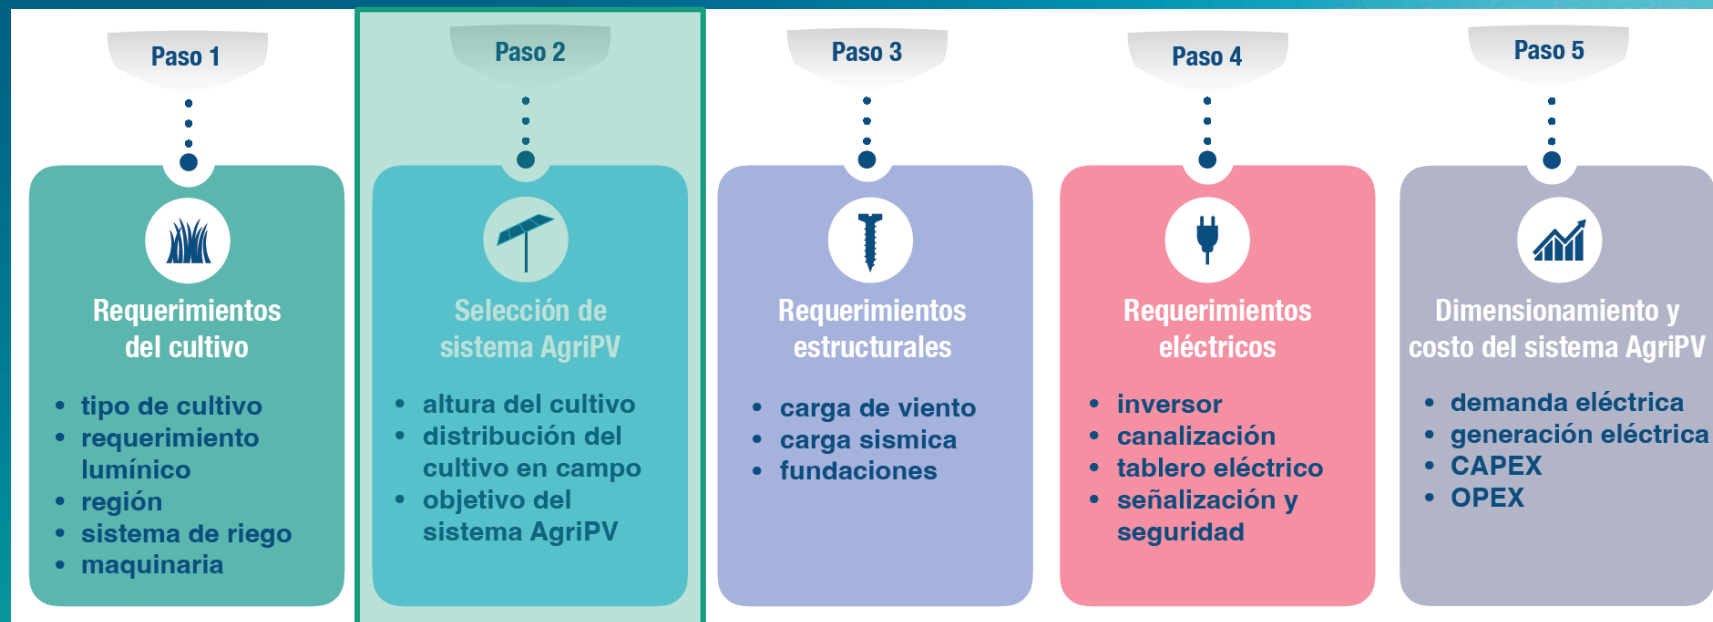 Paso 1
Requerimientos
del cultivo
• tipo de cultivo
• requerimiento
lumínico
• región
• sistema de riego
• maquinaria
Paso 2
Selección de
sistema AgriPV
• altura del cultivo
• distribución del
cultivo en campo
• objetivo del
sistema AgriPV
Paso 3
Requerimientos
estructurales
• carga de viento
• carga sismica
• fundaciones
Paso 4
Requerimientos
eléctricos
• inversor
• canalización
• tablero eléctrico
• señalización y
seguridad
Paso 5
Dimensionamiento y
costo del sistema AgriPV
• demanda eléctrica
• generación eléctrica
• CAPEX
• OPEX